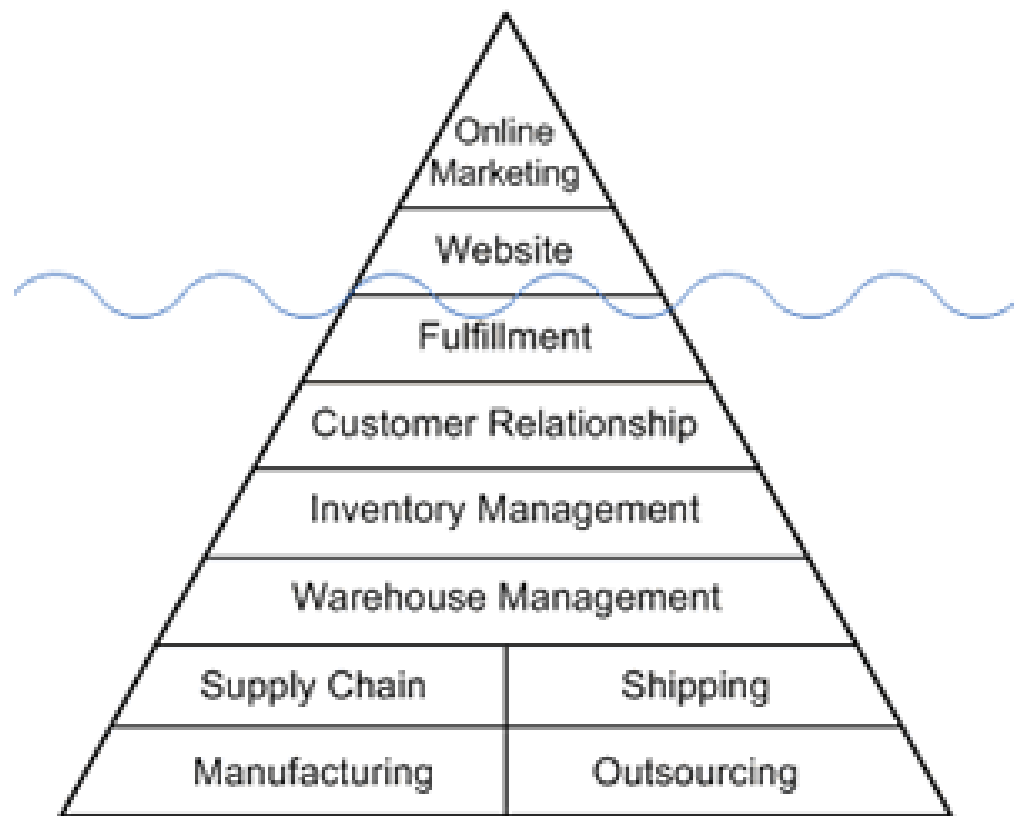 Online
Marketing
Website
Fulfillment
Customer Relationship
Inventory Management
Warehouse Management
Supply Chain
Shipping
Manufacturing
Outsourcing